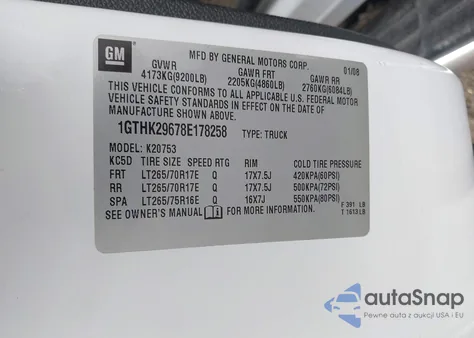 GM
MFD BY GENERAL MOTORS CORP.
01/08
GVWR GAWR FRT GAWR RR
4173KG(9200LB) 2205KG(4860LB) 2760KG(6084LB)
THIS VEHICLE CONFORMS TO ALL APPLICABLE U.S. FEDERAL MOTOR
VEHICLE SAFETY STANDARDS IN EFFECT ON THE DATE OF
MANUFACTURE SHOWN ABOVE.
1GTHK29678E178258 TYPE: TRUCK
MODEL: K20753
KC5D TIRE SIZE SPEED RTG RIM COLD TIRE PRESSURE
FRT LT265/70R17E Q 17X7.5J 420KPA(60PSI)
RR LT265/70R17E Q 17X7.5J 500KPA(72PSI)
SPA LT265/75R16E Q 16X7J 550KPA(80PSI)
SEE OWNER'S MANUAL FOR MORE INFORMATION.
F 391 LB
T 1613 LB
autoSnap
Pewne auta z aukcji USA i EU